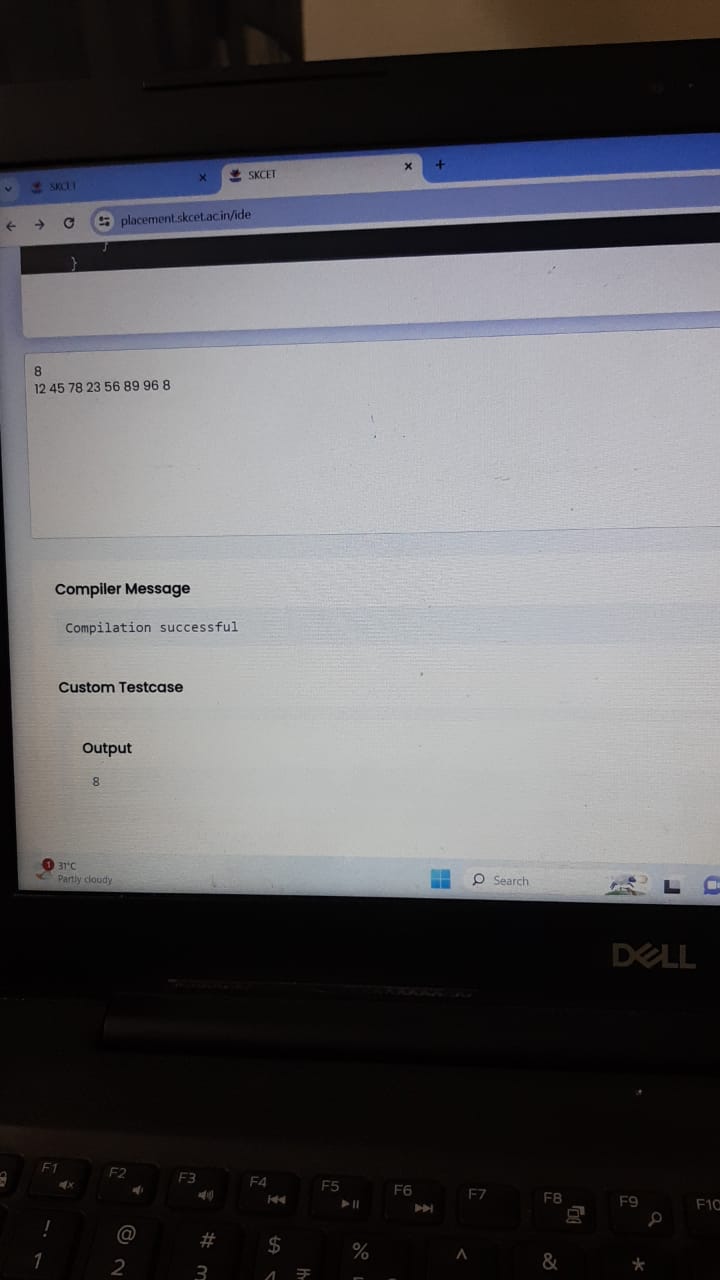 SKCET
SKCET
placement.skcet.ac.in/ide
}
}
8
12 45 78 23 56 89 96 8
Compiler Message
Compilation successful
Custom Testcase
Output
8
1
31°C
Partly cloudy
Search
DELL
F1 F2 F3 F4 F5 F6 F7 F8 F9 F10
! @ # $ % ^ & *
1 2 3 4 ₹